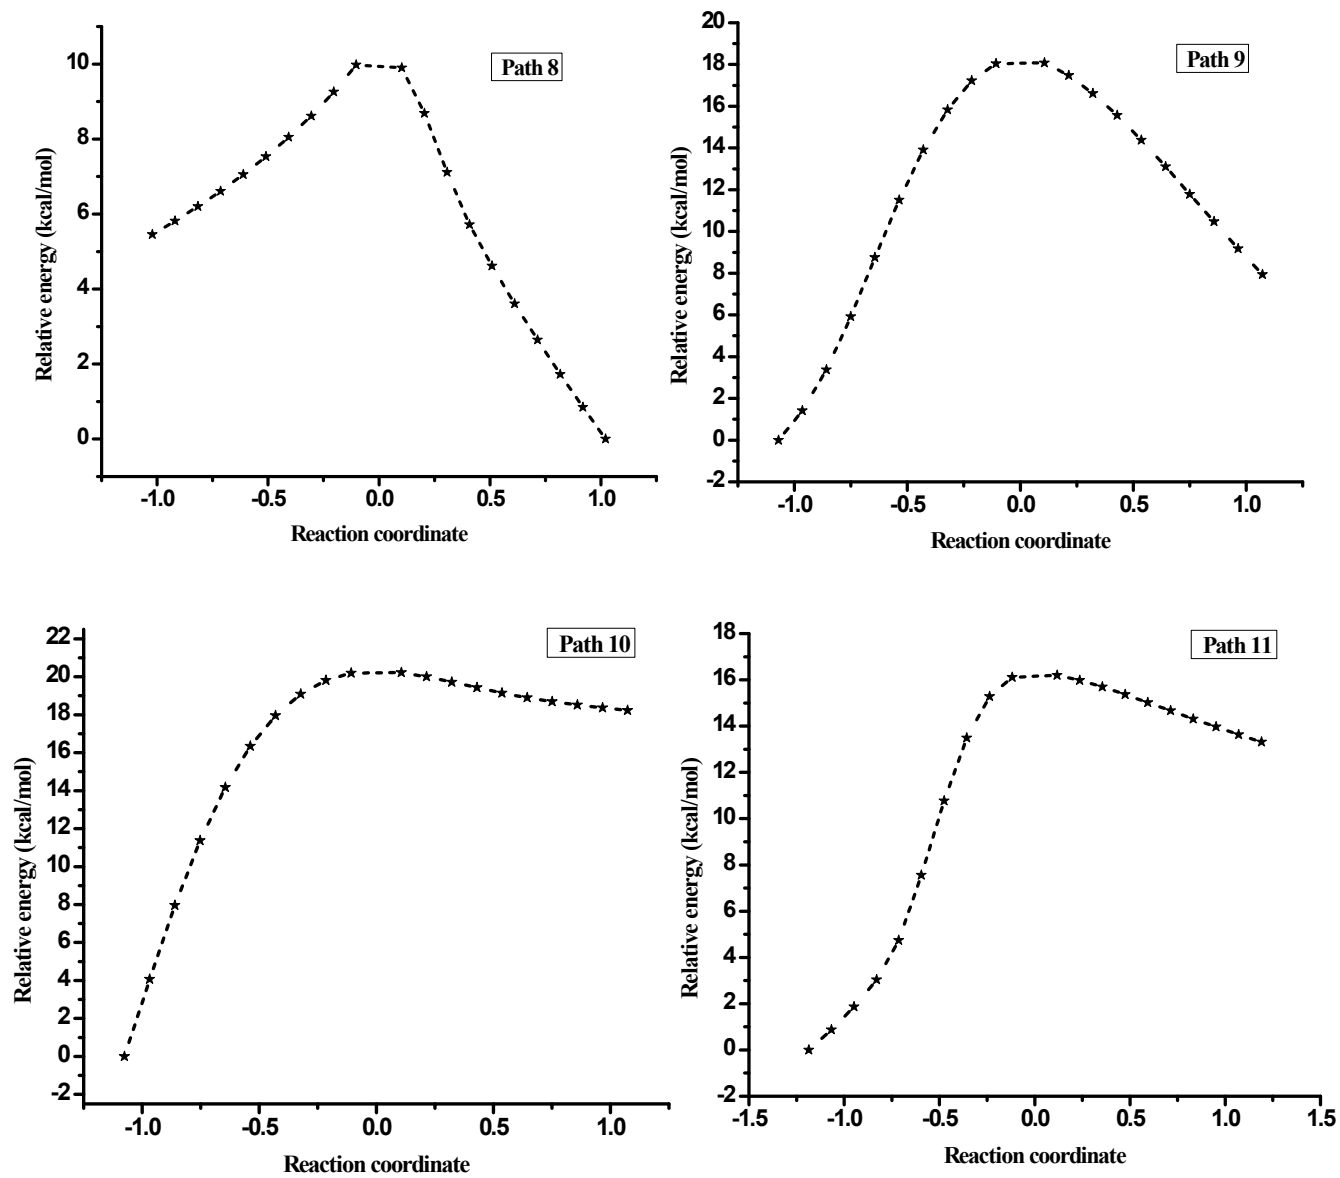 Path 8
Relative energy (kcal/mol)
10
8
6
4
2
0
-1.0 -0.5 0.0 0.5 1.0
Reaction coordinate
Path 9
Relative energy (kcal/mol)
20
18
16
14
12
10
8
6
4
2
0
-2
-1.0 -0.5 0.0 0.5 1.0
Reaction coordinate
Path 10
Relative energy (kcal/mol)
22
20
18
16
14
12
10
8
6
4
2
0
-2
-1.0 -0.5 0.0 0.5 1.0
Reaction coordinate
Path 11
Relative energy (kcal/mol)
18
16
14
12
10
8
6
4
2
0
-2
-1.5 -1.0 -0.5 0.0 0.5 1.0 1.5
Reaction coordinate